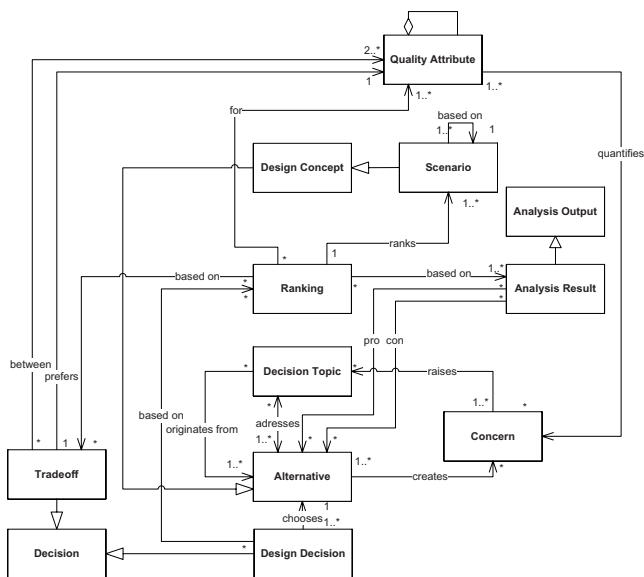 2..*
Quality Attribute
1
1..*
1..*
for
based on
1..*
1
quantifies
Design Concept
Scenario
1..*
Analysis Output
1
ranks
*
based on
*
Ranking
*
*
based on
1..*
Analysis Result
*
*
pro
con
between
prefers
*
Decision Topic
*
raises
based on
originates from
*
adresses
1..*
*
*
1..*
*
Concern
*
1
*
Tradeoff
1..*
Alternative
1..*
creates
*
1
chooses
1..*
Decision
*
Design Decision